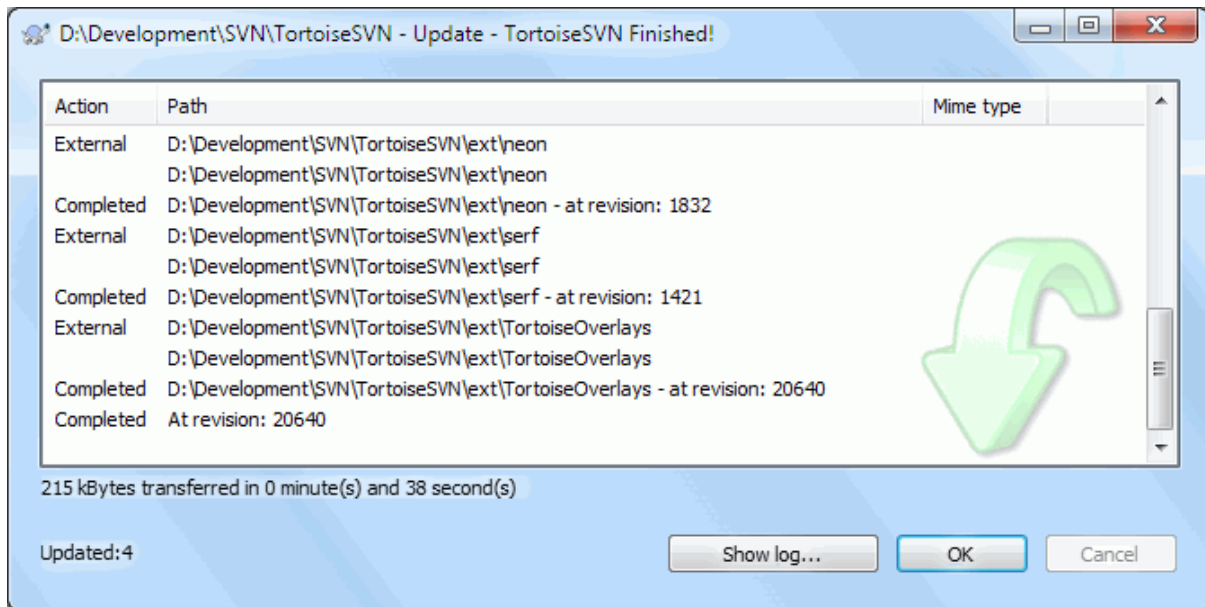 D:\Development\SVN\TortoiseSVN - Update - TortoiseSVN Finished!
Action Path Mime type
External D:\Development\SVN\TortoiseSVN\ext\neon
D:\Development\SVN\TortoiseSVN\ext\neon
Completed D:\Development\SVN\TortoiseSVN\ext\neon - at revision: 1832
External D:\Development\SVN\TortoiseSVN\ext\serf
D:\Development\SVN\TortoiseSVN\ext\serf
Completed D:\Development\SVN\TortoiseSVN\ext\serf - at revision: 1421
External D:\Development\SVN\TortoiseSVN\ext\TortoiseOverlays
D:\Development\SVN\TortoiseSVN\ext\TortoiseOverlays
Completed D:\Development\SVN\TortoiseSVN\ext\TortoiseOverlays - at revision: 20640
Completed At revision: 20640
215 kBytes transferred in 0 minute(s) and 38 second(s)
Updated:4 Show log... OK Cancel